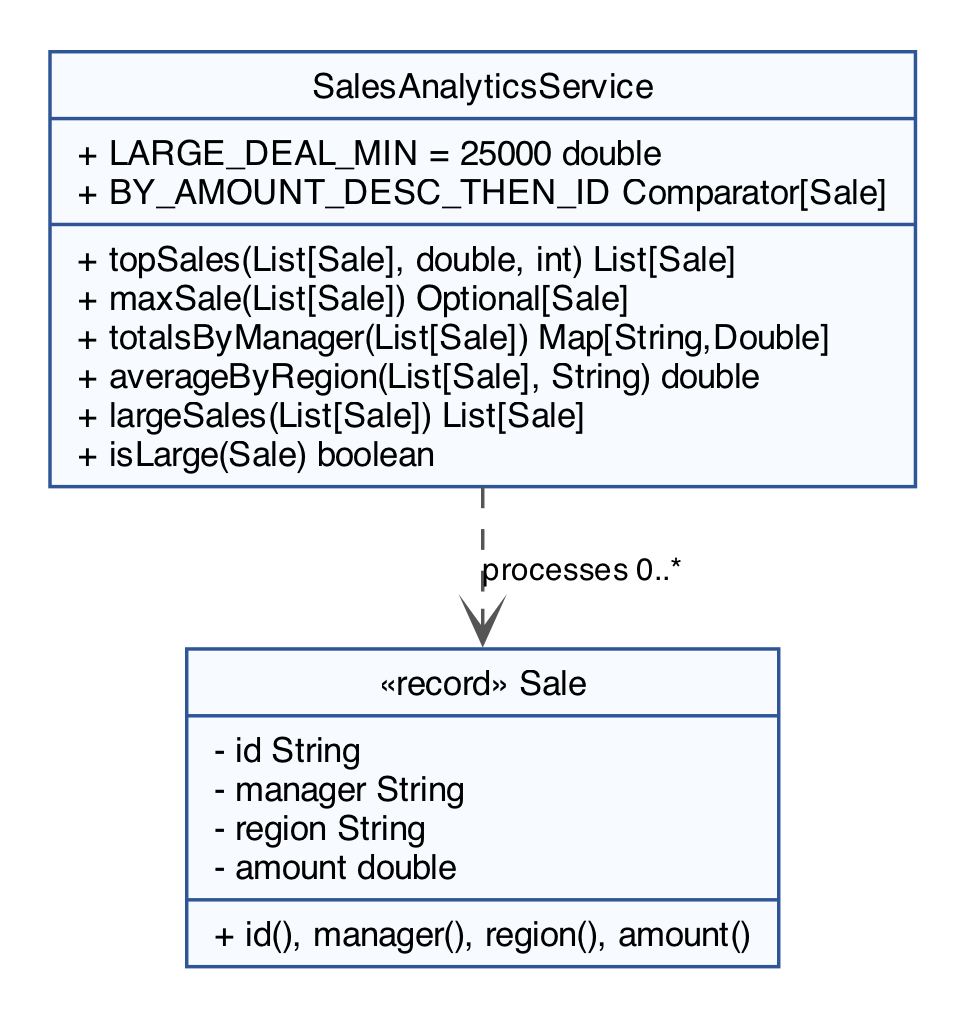 SalesAnalyticsService
+ LARGE_DEAL_MIN = 25000 double
+ BY_AMOUNT_DESC_THEN_ID Comparator[Sale]
+ topSales(List[Sale], double, int) List[Sale]
+ maxSale(List[Sale]) Optional[Sale]
+ totalsByManager(List[Sale]) Map[String,Double]
+ averageByRegion(List[Sale], String) double
+ largeSales(List[Sale]) List[Sale]
+ isLarge(Sale) boolean
processes 0..*
«record» Sale
- id String
- manager String
- region String
- amount double
+ id(), manager(), region(), amount()